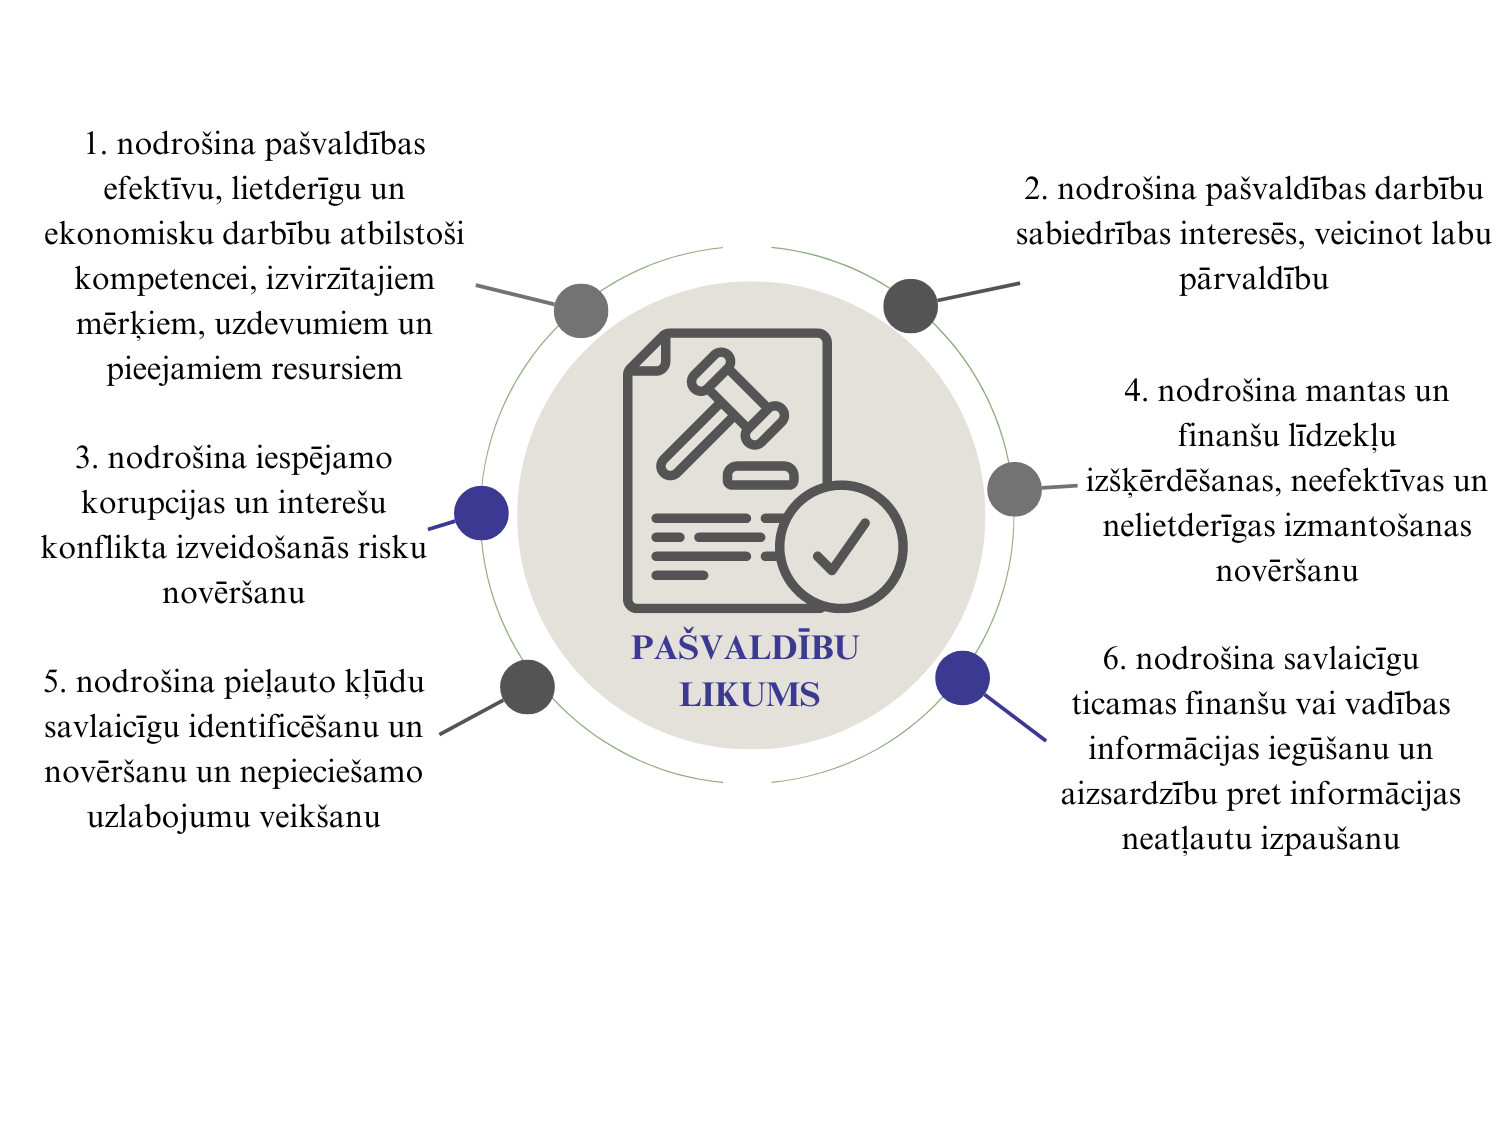 1. nodrošina pašvaldības
efektīvu, lietderīgu un
ekonomisku darbību atbilstoši
kompetencei, izvirzītajiem
mērķiem, uzdevumiem un
pieejamiem resursiem
2. nodrošina pašvaldības darbību
sabiedrības interesēs, veicinot labu
pārvaldību
3. nodrošina iespējamo
korupcijas un interešu
konflikta izveidošanās risku
novēršanu
4. nodrošina mantas un
finanšu līdzekļu
izšķērdēšanas, neefektīvas un
nelietderīgas izmantošanas
novēršanu
5. nodrošina pieļauto kļūdu
savlaicīgu identificēšanu un
novēršanu un nepieciešamo
uzlabojumu veikšanu
6. nodrošina savlaicīgu
ticamas finanšu vai vadības
informācijas iegūšanu un
aizsardzību pret informācijas
neatļautu izpaušanu
PAŠVALDĪBU
LIKUMS